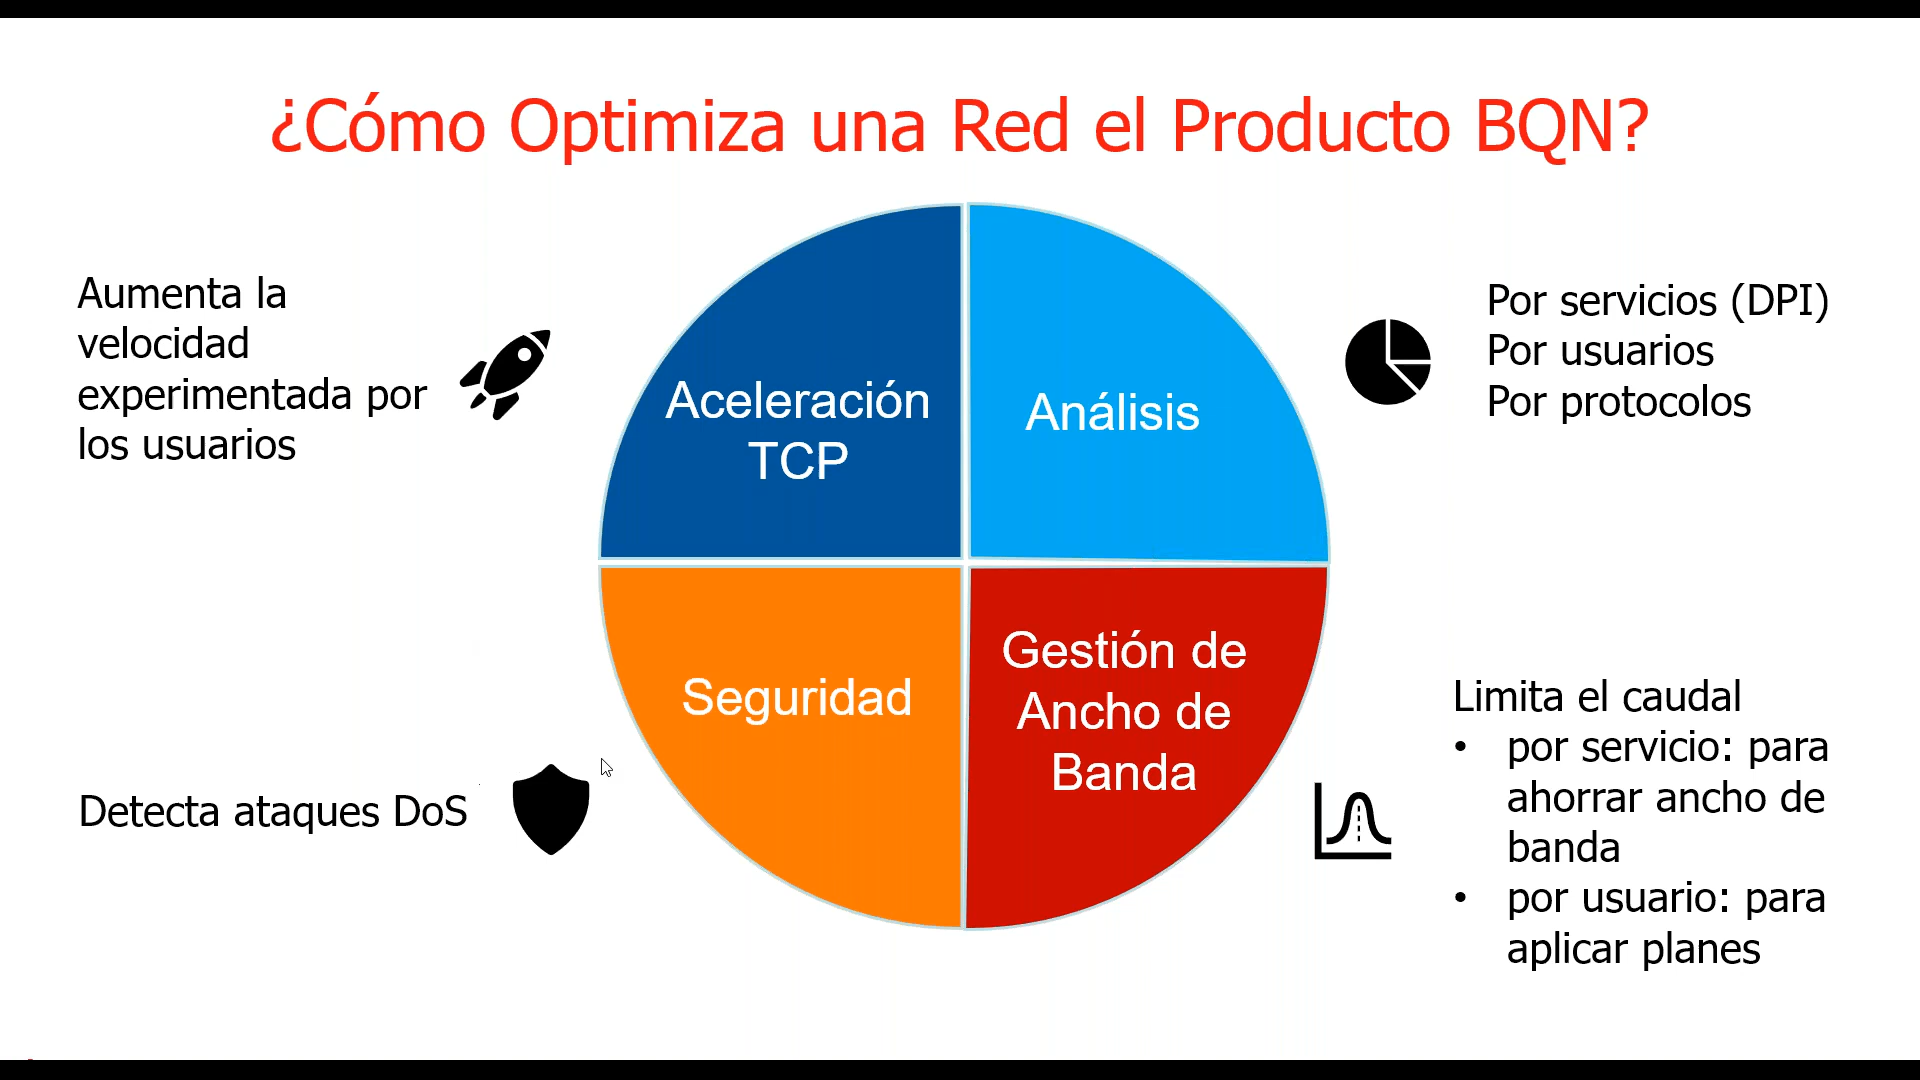 ¿Cómo Optimiza una Red el Producto BQN?
Aumenta la
velocidad
experimentada por
los usuarios
Aceleración
TCP
Análisis
Por servicios (DPI)
Por usuarios
Por protocolos
Seguridad
Detecta ataques DoS
Gestión de
Ancho de
Banda
Limita el caudal
• por servicio: para
ahorrar ancho de
banda
• por usuario: para
aplicar planes